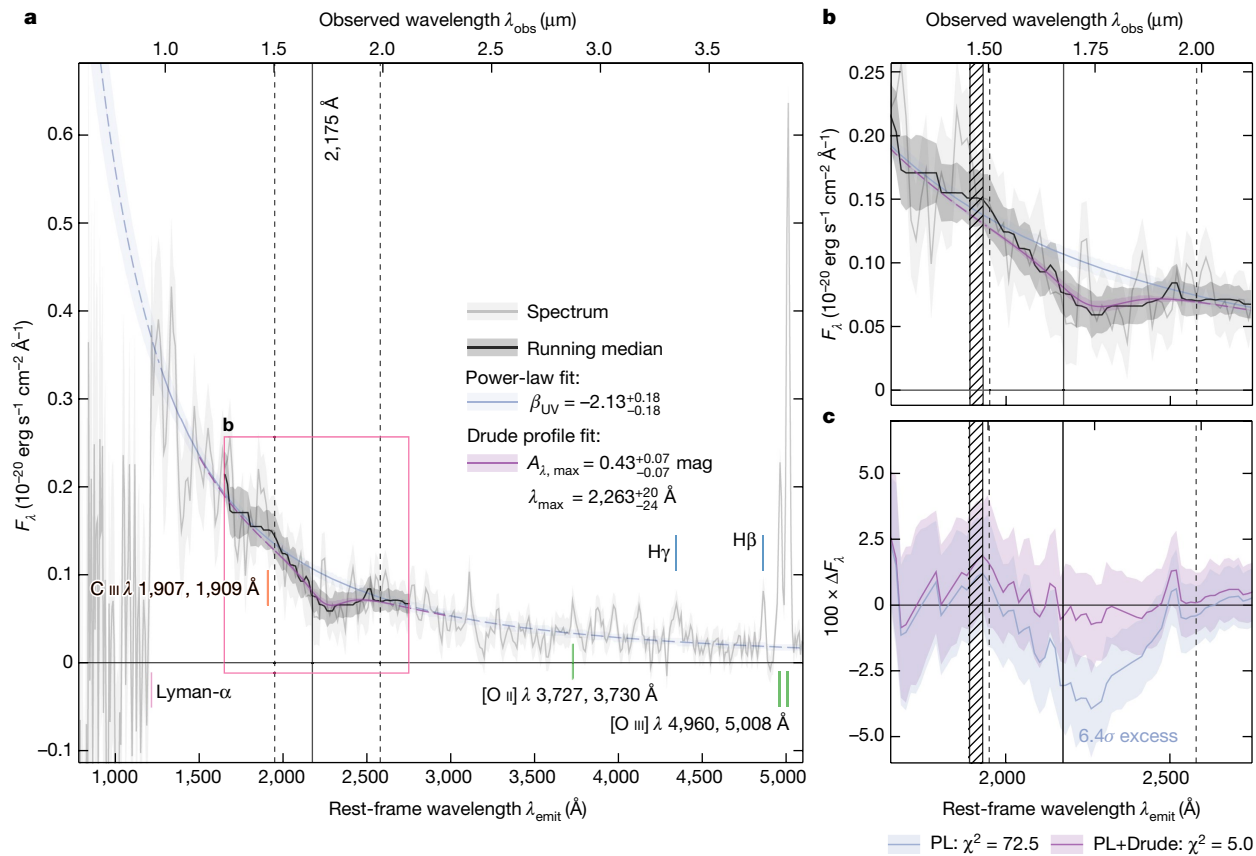 a
Observed wavelength λobs (μm)
1.0 1.5 2.0 2.5 3.0 3.5
2,175 Å
0.6
0.5
0.4
0.3
0.2
0.1
0
−0.1
Fλ (10−20 erg s−1 cm−2 Å−1)
Spectrum
Running median
Power-law fit:
βUV = −2.13+0.18−0.18
Drude profile fit:
Aλ, max = 0.43+0.07−0.07 mag
λmax = 2,263+20−24 Å
b
C III λ 1,907, 1,909 Å
Lyman-α
Hγ
Hβ
[O II] λ 3,727, 3,730 Å
[O III] λ 4,960, 5,008 Å
1,000 1,500 2,000 2,500 3,000 3,500 4,000 4,500 5,000
Rest-frame wavelength λemit (Å)
b
Observed wavelength λobs (μm)
1.50 1.75 2.00
0.25
0.20
0.15
0.10
0.05
0
Fλ (10−20 erg s−1 cm−2 Å−1)
c
5.0
2.5
0
−2.5
−5.0
100 × ΔFλ
6.4σ excess
2,000 2,500
Rest-frame wavelength λemit (Å)
PL: χ2 = 72.5 PL+Drude: χ2 = 5.0